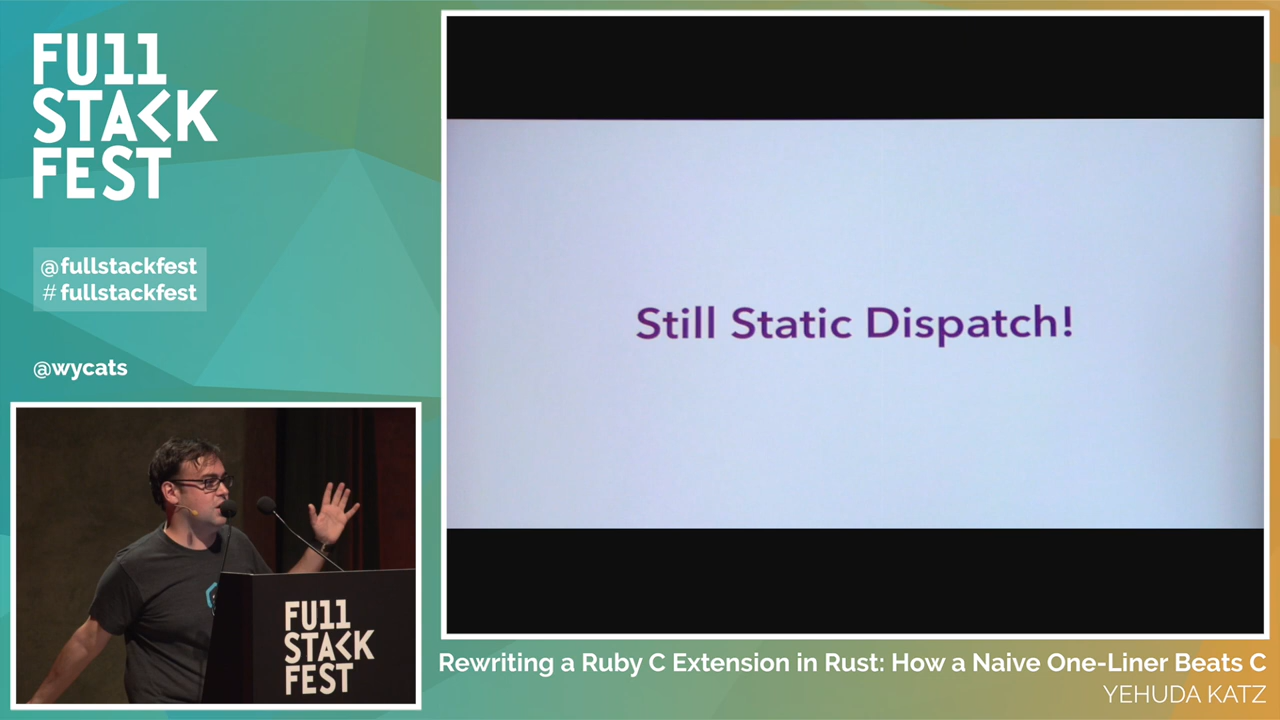 FULL
STACK
FEST
@fullstackfest
# fullstackfest
@wycats
Still Static Dispatch!
FULL
STACK
FEST
Rewriting a Ruby C Extension in Rust: How a Naive One-Liner Beats C
YEHUDA KATZ